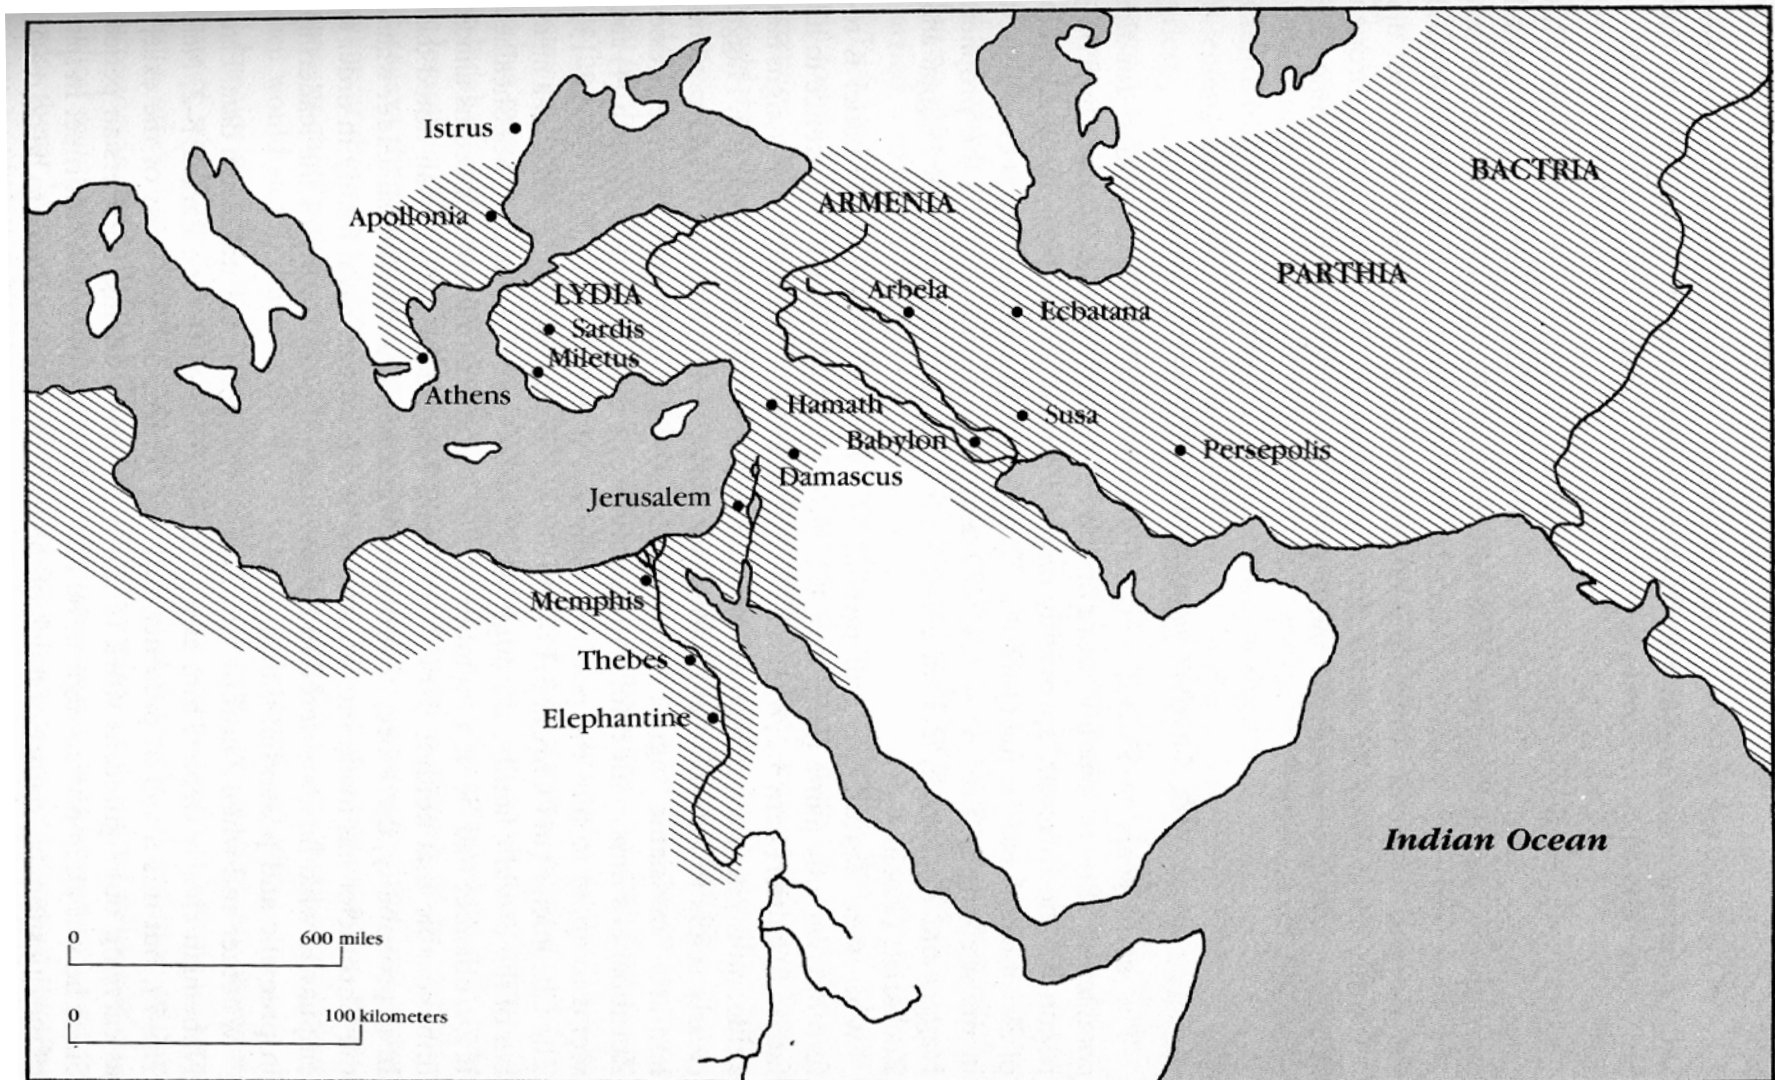 Istrus
BACTRIA
ARMENIA
Apollonia
PARTHIA
LYDIA
Arbela
Ecbatana
Sardis
Miletus
Athens
Hamath
Susa
Babylon
Persepolis
Damascus
Jerusalem
Memphis
Thebes
Elephantine
Indian Ocean
0 600 miles
0 100 kilometers